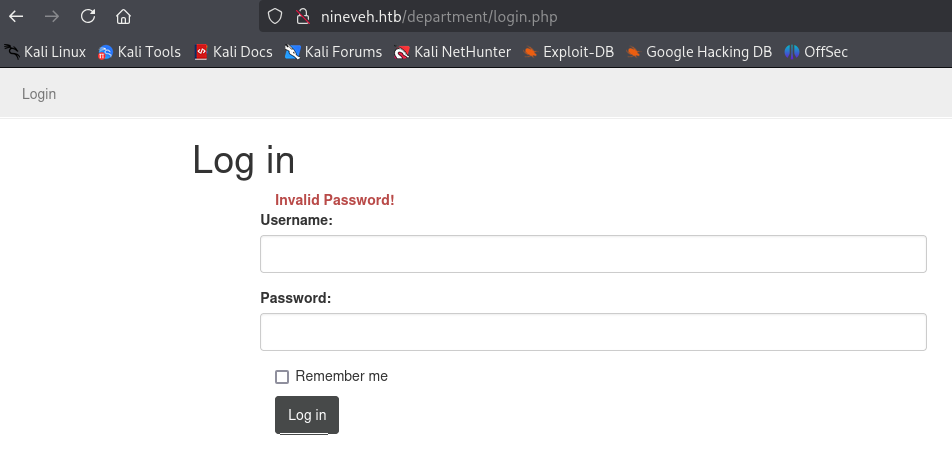 nineveh.htb/department/login.php
Kali Linux Kali Tools Kali Docs Kali Forums Kali NetHunter Exploit-DB Google Hacking DB OffSec
Login
Log in
Invalid Password!
Username:
Password:
Remember me
Log in